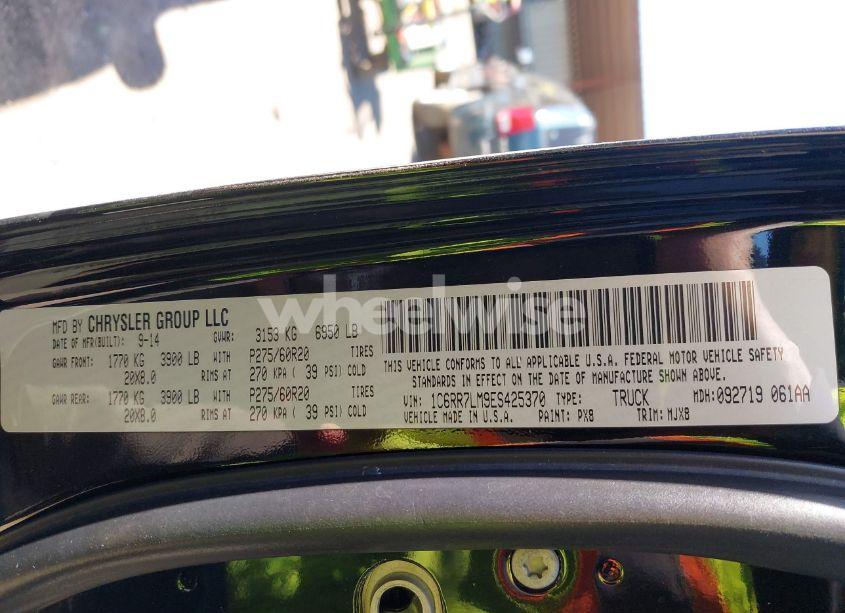 MFD BY CHRYSLER GROUP LLC
DATE OF MFR(BUILT): 9-14 GVWR: 3153 KG 6950 LB
GAWR FRONT: 1770 KG 3900 LB WITH P275/60R20 TIRES
20X8.0 RIMS AT 270 KPA ( 39 PSI) COLD
GAWR REAR: 1770 KG 3900 LB WITH P275/60R20 TIRES
20X8.0 RIMS AT 270 KPA ( 39 PSI) COLD
THIS VEHICLE CONFORMS TO ALL APPLICABLE U.S.A. FEDERAL MOTOR VEHICLE SAFETY
STANDARDS IN EFFECT ON THE DATE OF MANUFACTURE SHOWN ABOVE.
VIN: 1C6RR7LM9ES425370 TYPE: TRUCK MDH: 092719 061AA
VEHICLE MADE IN U.S.A. PAINT: PX8 TRIM: MJX8
wheelwise